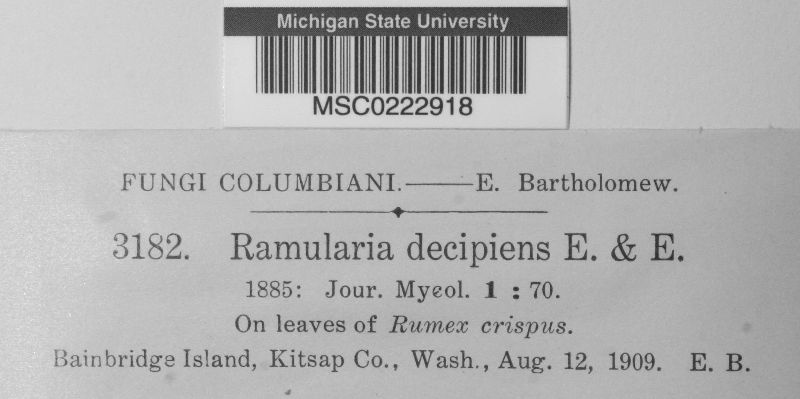 Michigan State University
MSC0222918
FUNGI COLUMBIANI.——E. Bartholomew.
3182. Ramularia decipiens E. & E.
1885: Jour. Mycol. 1 : 70.
On leaves of Rumex crispus.
Bainbridge Island, Kitsap Co., Wash., Aug. 12, 1909. E. B.